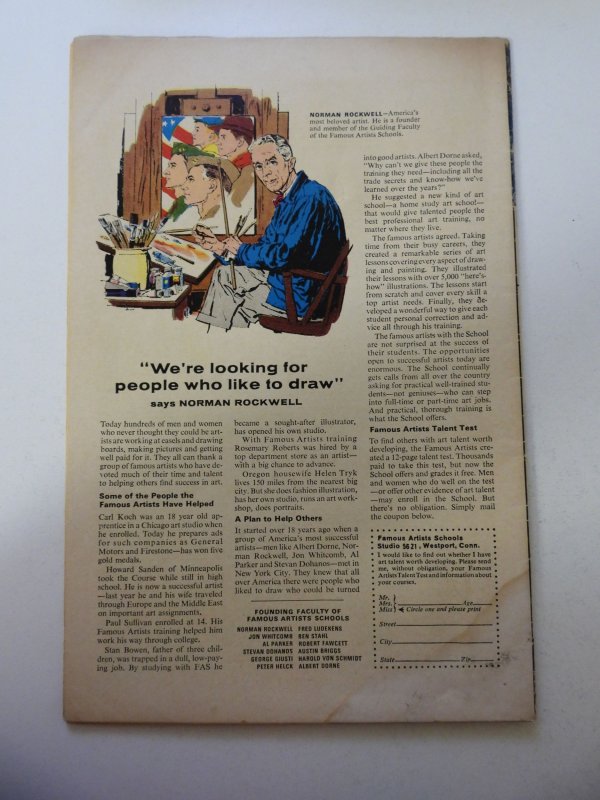 NORMAN ROCKWELL—America's
most beloved artist. He is a founder
and member of the Guiding Faculty
of the Famous Artists Schools.
"We're looking for
people who like to draw"
says NORMAN ROCKWELL
Today hundreds of men and women
who never thought they could be art-
ists are working at easels and drawing
boards, making pictures and getting
well paid for it. They all can thank a
group of famous artists who have de-
voted much of their time and talent
to helping others find success in art.
Some of the People the
Famous Artists Have Helped
Carl Koch was an 18 year old ap-
prentice in a Chicago art studio when
he enrolled. Today he prepares ads
for such companies as General
Motors and Firestone—has won five
gold medals.
Howard Sanden of Minneapolis
took the Course while still in high
school. He is now a successful artist
—last year he and his wife traveled
through Europe and the Middle East
on important art assignments.
Paul Sullivan enrolled at 14. His
Famous Artists training helped him
work his way through college.
Stan Bowen, father of three chil-
dren, was trapped in a dull, low-pay-
ing job. By studying with FAS he
became a sought-after illustrator,
has opened his own studio.
With Famous Artists training
Rosemary Roberts was hired by a
top department store as an artist—
with a big chance to advance.
Oregon housewife Helen Tryk
lives 150 miles from the nearest big
city. But she does fashion illustration,
has her own studio, runs an art work-
shop, does portraits.
A Plan to Help Others
It started over 18 years ago when a
group of America's most successful
artists—men like Albert Dorne, Nor-
man Rockwell, Jon Whitcomb, Al
Parker and Stevan Dohanos—met in
New York City. They knew that all
over America there were people who
liked to draw who could be turned
FOUNDING FACULTY OF
FAMOUS ARTISTS SCHOOLS
NORMAN ROCKWELL FRED LUDEKENS
JON WHITCOMB BEN STAHL
AL PARKER ROBERT FAWCETT
STEVAN DOHANOS AUSTIN BRIGGS
GEORGE GIUSTI HAROLD VON SCHMIDT
PETER HELCK ALBERT DORNE
into good artists. Albert Dorne asked,
"Why can't we give these people the
training they need—including all the
trade secrets and know-how we've
learned over the years?"
He suggested a new kind of art
school—a home study art school—
that would give talented people the
best professional art training, no
matter where they live.
The famous artists agreed. Taking
time from their busy careers, they
created a remarkable series of art
lessons covering every aspect of draw-
ing and painting. They illustrated
their lessons with over 5,000 "here's
how" illustrations. The lessons start
from scratch and cover every skill a
top artist needs. Finally, they de-
veloped a wonderful way to give each
student personal correction and ad-
vice all through his training.
The famous artists with the School
are not surprised at the success of
their students. The opportunities
open to successful artists today are
enormous. The School continually
gets calls from all over the country
asking for practical well-trained stu-
dents—not geniuses—who can step
into full-time or part-time art jobs.
And practical, thorough training is
what the School offers.
Famous Artists Talent Test
To find others with art talent worth
developing, the Famous Artists cre-
ated a 12-page talent test. Thousands
paid to take this test, but now the
School offers and grades it free. Men
and women who do well on the test
—or offer other evidence of art talent
—may enroll in the School. But
there's no obligation. Simply mail
the coupon below.
Famous Artists Schools
Studio 5621, Westport, Conn.
I would like to find out whether I have
art talent worth developing. Please send
me, without obligation, your Famous
Artists Talent Test and information about
your courses.
Mr.
Mrs. Age
Miss Circle one and please print
Street
City
State Zip